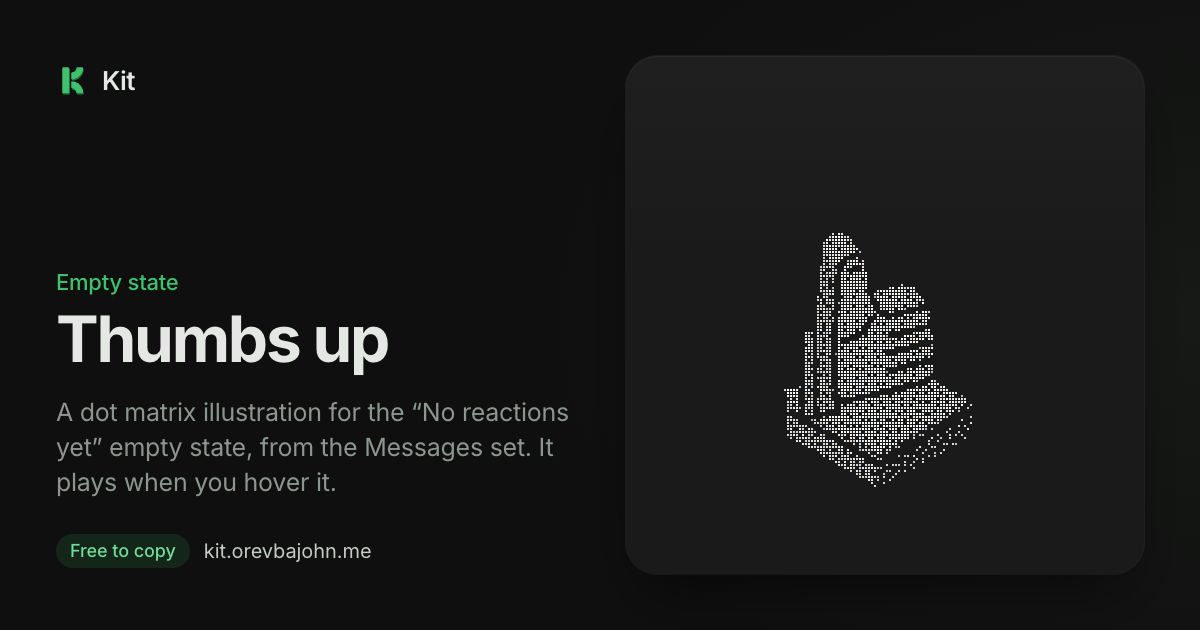 Kit
Empty state
Thumbs up
A dot matrix illustration for the “No reactions
yet” empty state, from the Messages set. It
plays when you hover it.
Free to copy
kit.orevbajohn.me